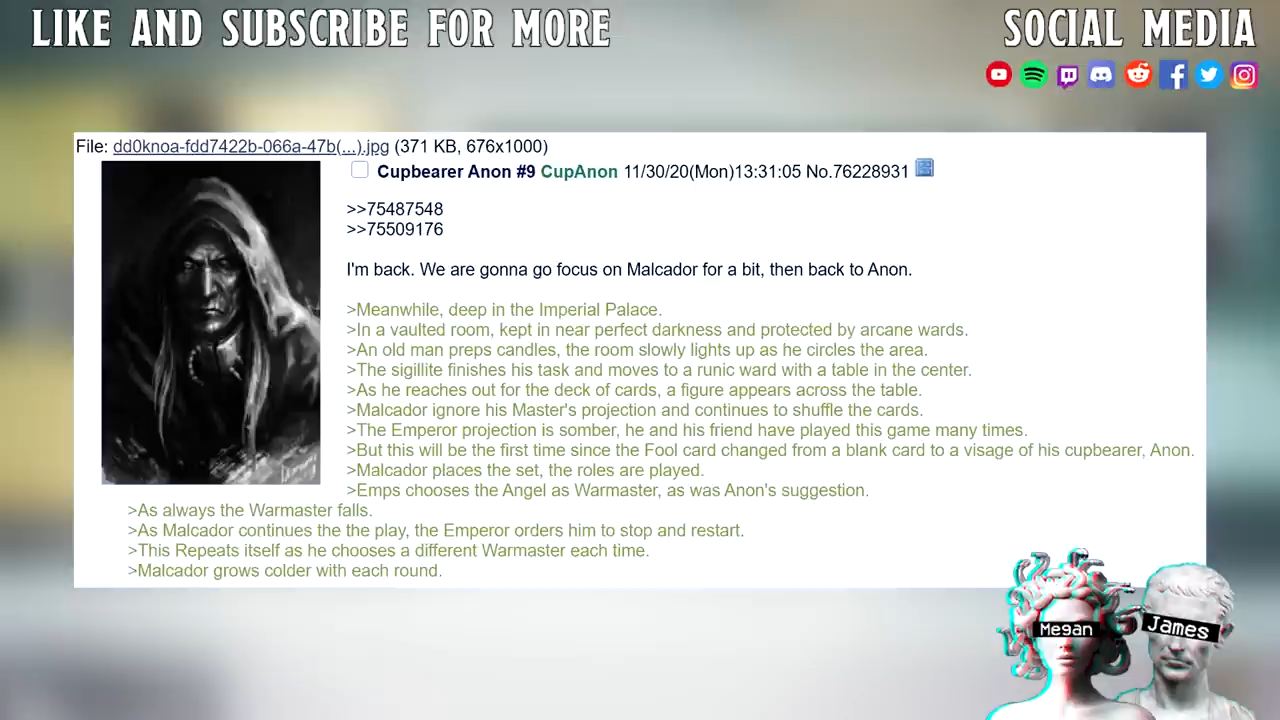 LIKE AND SUBSCRIBE FOR MORE
SOCIAL MEDIA
File: dd0knoa-fdd7422b-066a-47b(...).jpg (371 KB, 676x1000)
Cupbearer Anon #9 CupAnon 11/30/20(Mon)13:31:05 No.76228931
>>75487548
>>75509176
I'm back. We are gonna go focus on Malcador for a bit, then back to Anon.
>Meanwhile, deep in the Imperial Palace.
>In a vaulted room, kept in near perfect darkness and protected by arcane wards.
>An old man preps candles, the room slowly lights up as he circles the area.
>The sigillite finishes his task and moves to a runic ward with a table in the center.
>As he reaches out for the deck of cards, a figure appears across the table.
>Malcador ignore his Master's projection and continues to shuffle the cards.
>The Emperor projection is somber, he and his friend have played this game many times.
>But this will be the first time since the Fool card changed from a blank card to a visage of his cupbearer, Anon.
>Malcador places the set, the roles are played.
>Emps chooses the Angel as Warmaster, as was Anon's suggestion.
>As always the Warmaster falls.
>As Malcador continues the the play, the Emperor orders him to stop and restart.
>This Repeats itself as he chooses a different Warmaster each time.
>Malcador grows colder with each round.
Megan
James